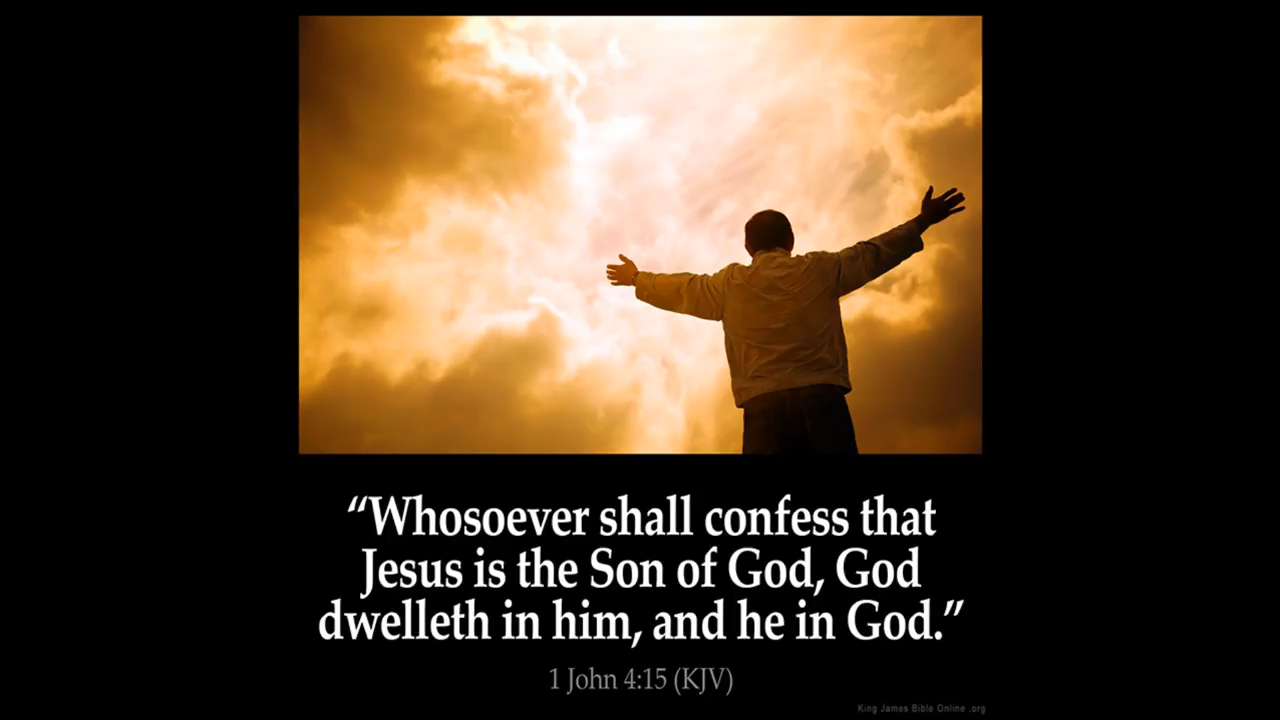 “Whosoever shall confess that
Jesus is the Son of God, God
dwelleth in him, and he in God.”
1 John 4:15 (KJV)
King James Bible Online .org